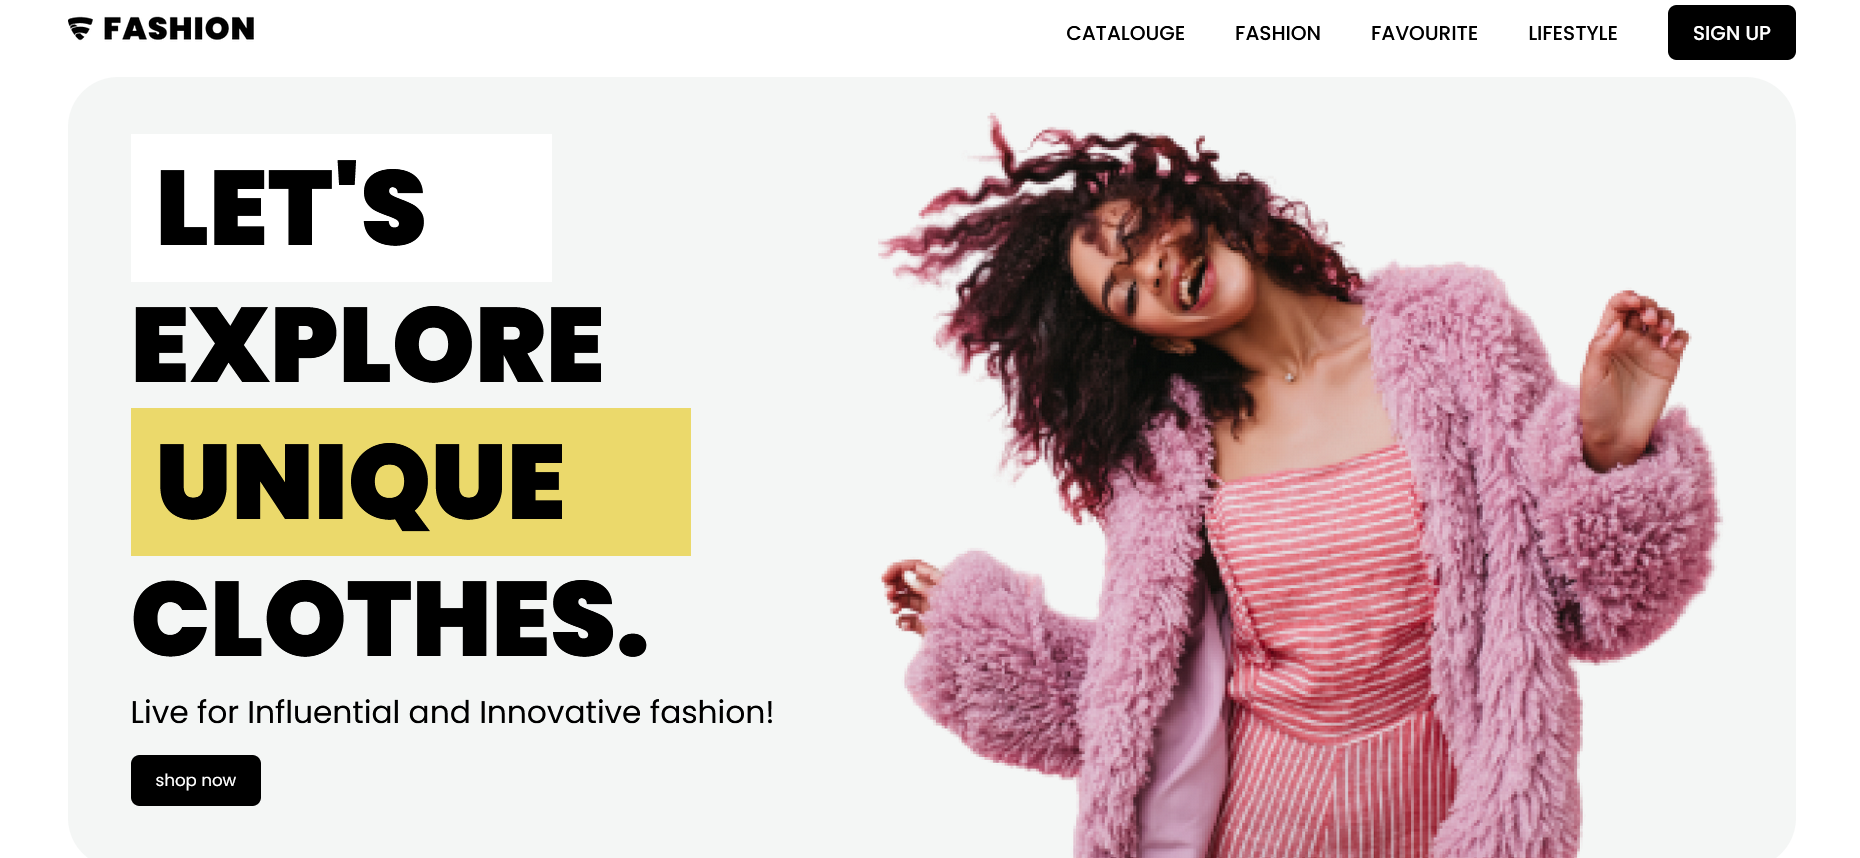 FASHION
CATALOUGE FASHION FAVOURITE LIFESTYLE SIGN UP
LET'S
EXPLORE
UNIQUE
CLOTHES.
Live for Influential and Innovative fashion!
shop now